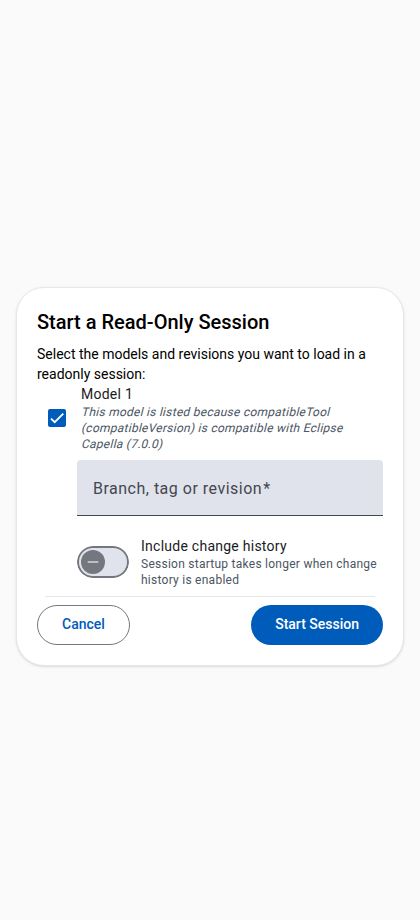 Start a Read-Only Session
Select the models and revisions you want to load in a
readonly session:
Model 1
This model is listed because compatibleTool
(compatibleVersion) is compatible with Eclipse
Capella (7.0.0)
Branch, tag or revision*
Include change history
Session startup takes longer when change
history is enabled
Cancel
Start Session